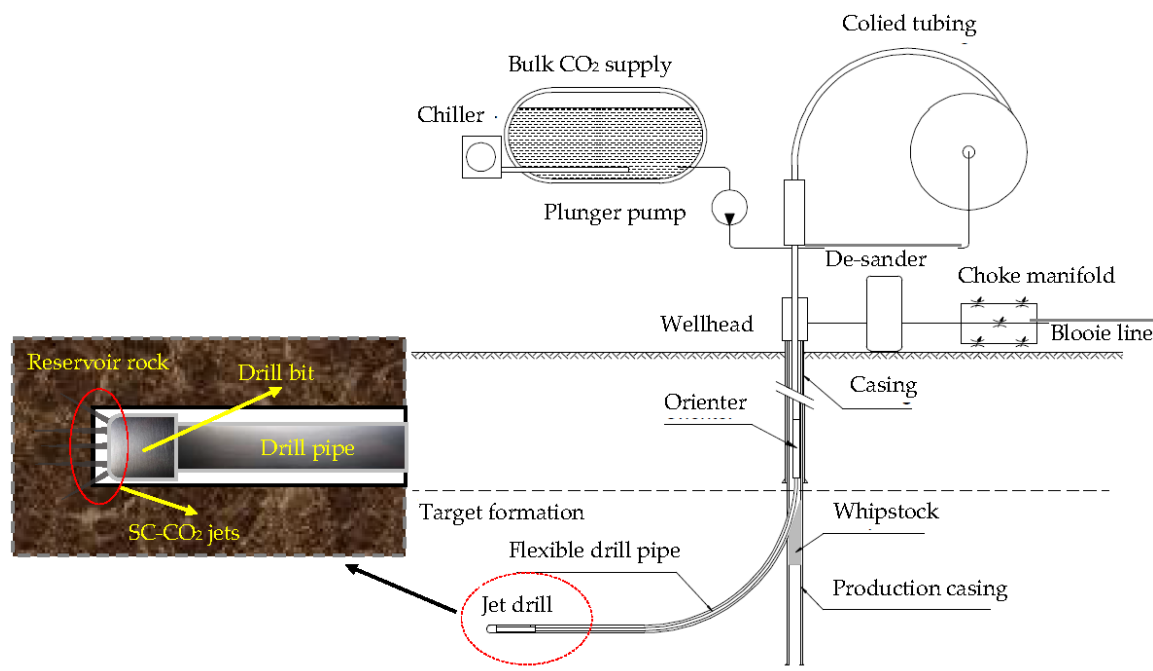 Colied tubing
Bulk CO₂ supply
Chiller
Plunger pump
De-sander
Choke manifold
Wellhead
Blooie line
Reservoir rock
Drill bit
Casing
Orienter
Drill pipe
SC-CO₂ jets
Target formation
Whipstock
Flexible drill pipe
Production casing
Jet drill